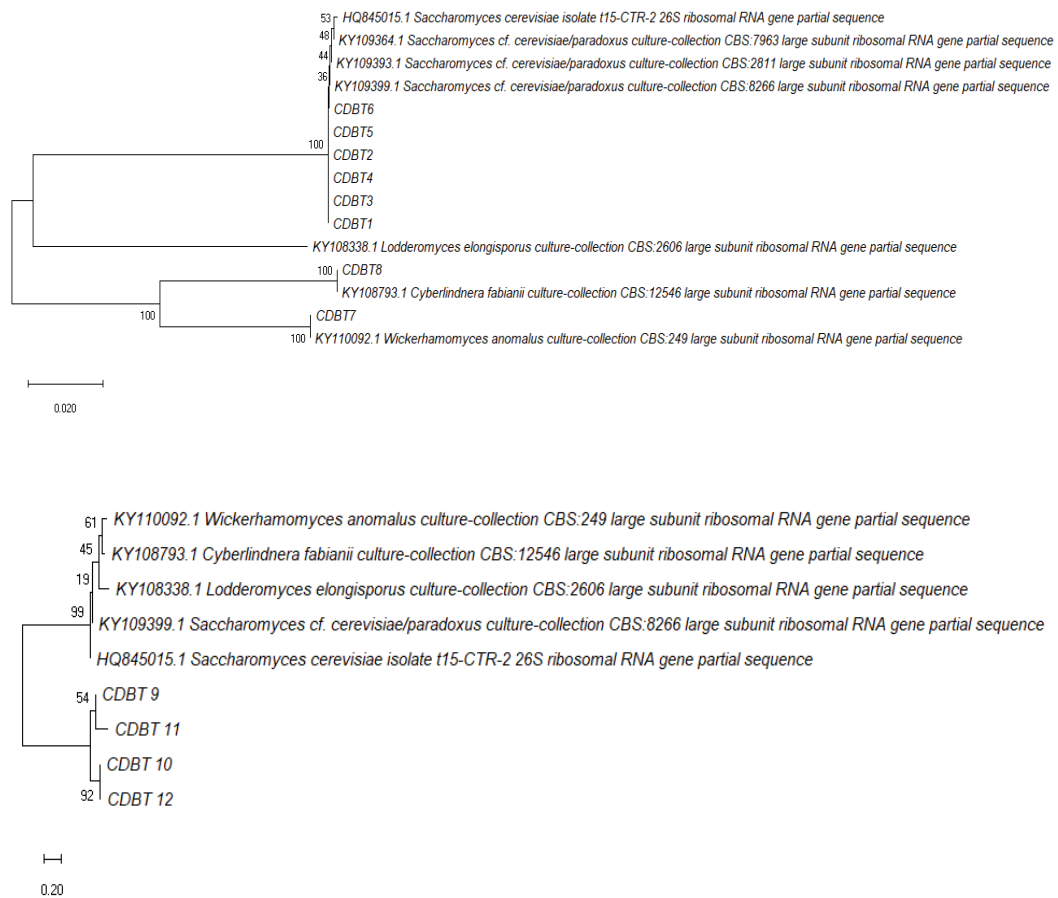 53 HQ845015.1 Saccharomyces cerevisiae isolate t15-CTR-2 26S ribosomal RNA gene partial sequence
48 KY109364.1 Saccharomyces cf. cerevisiae/paradoxus culture-collection CBS:7963 large subunit ribosomal RNA gene partial sequence
44 KY109393.1 Saccharomyces cf. cerevisiae/paradoxus culture-collection CBS:2811 large subunit ribosomal RNA gene partial sequence
36 KY109399.1 Saccharomyces cf. cerevisiae/paradoxus culture-collection CBS:8266 large subunit ribosomal RNA gene partial sequence
CDBT6
CDBT5
100
CDBT2
CDBT4
CDBT3
CDBT1
KY108338.1 Lodderomyces elongisporus culture-collection CBS:2606 large subunit ribosomal RNA gene partial sequence
100 CDBT8
KY108793.1 Cyberlindnera fabianii culture-collection CBS:12546 large subunit ribosomal RNA gene partial sequence
100 CDBT7
100 KY110092.1 Wickerhamomyces anomalus culture-collection CBS:249 large subunit ribosomal RNA gene partial sequence
0.020
61 KY110092.1 Wickerhamomyces anomalus culture-collection CBS:249 large subunit ribosomal RNA gene partial sequence
45 KY108793.1 Cyberlindnera fabianii culture-collection CBS:12546 large subunit ribosomal RNA gene partial sequence
19
KY108338.1 Lodderomyces elongisporus culture-collection CBS:2606 large subunit ribosomal RNA gene partial sequence
99
KY109399.1 Saccharomyces cf. cerevisiae/paradoxus culture-collection CBS:8266 large subunit ribosomal RNA gene partial sequence
HQ845015.1 Saccharomyces cerevisiae isolate t15-CTR-2 26S ribosomal RNA gene partial sequence
54 CDBT 9
CDBT 11
CDBT 10
92 CDBT 12
0.20